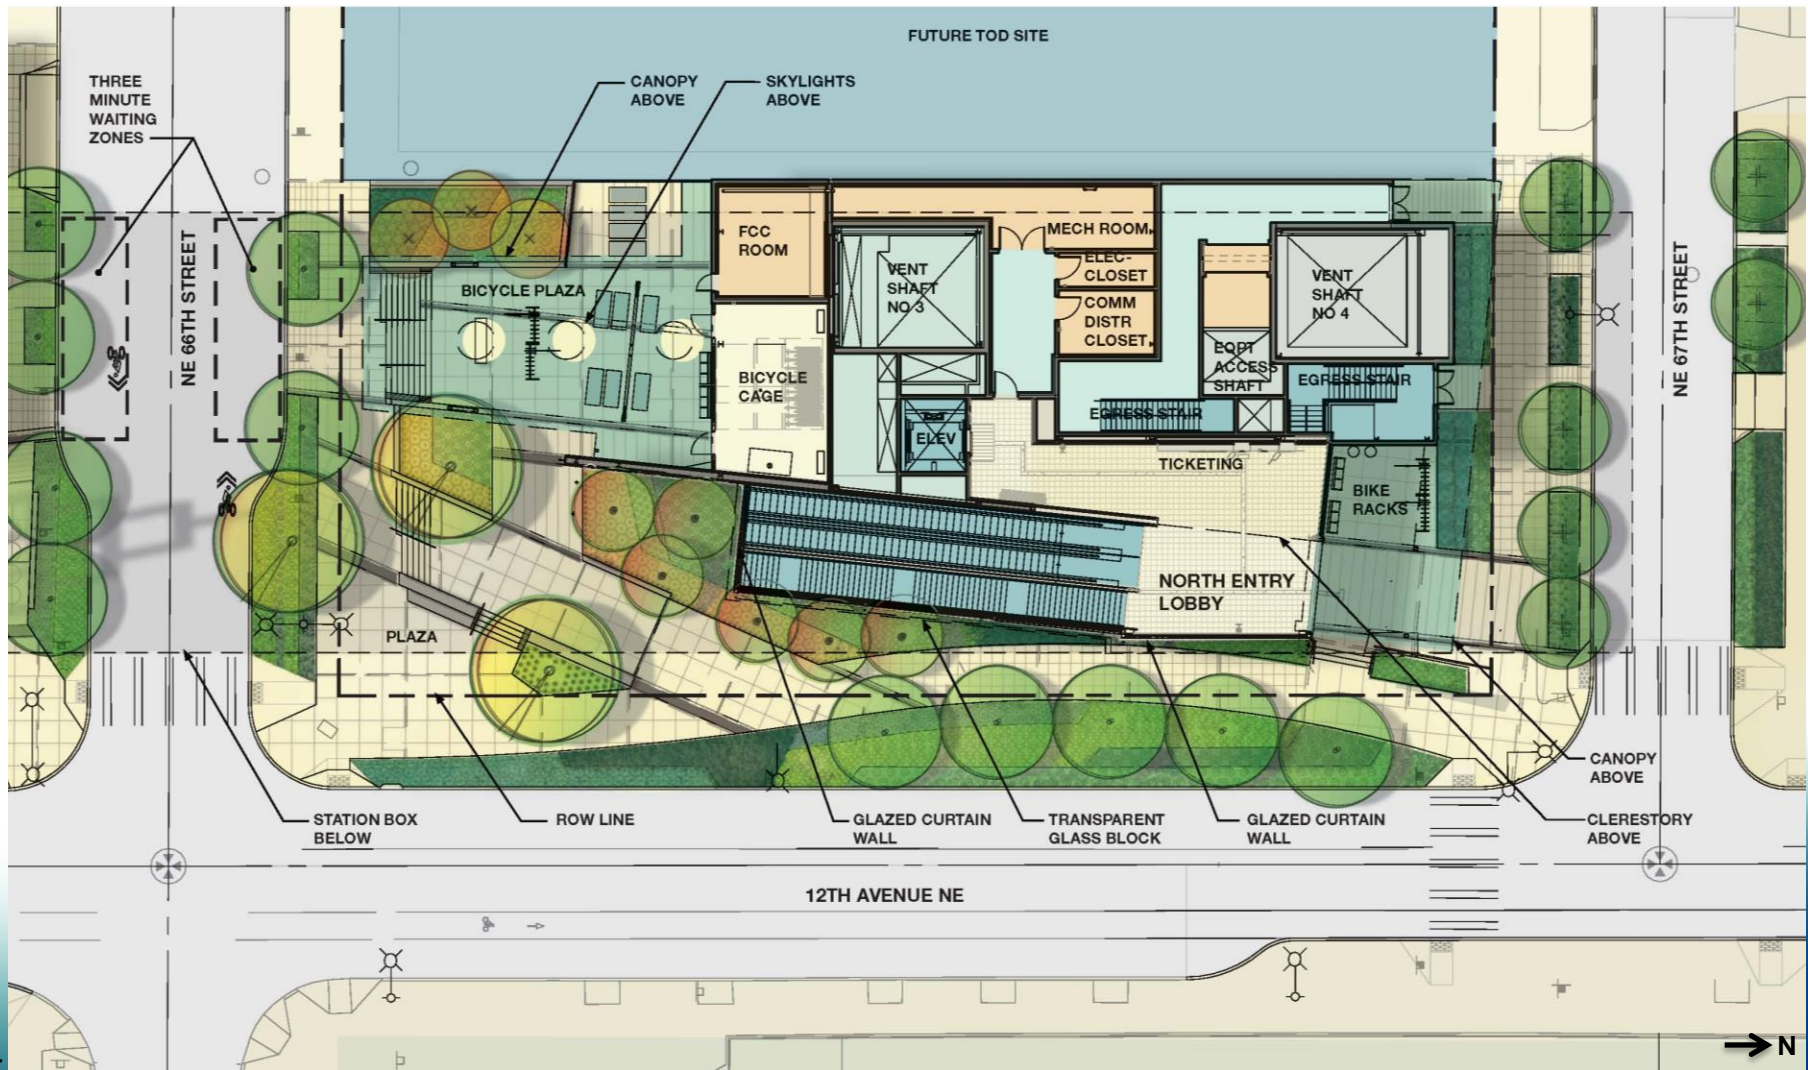 FUTURE TOD SITE
THREE
MINUTE
WAITING
ZONES
CANOPY
ABOVE
SKYLIGHTS
ABOVE
NE 66TH STREET
BICYCLE PLAZA
FCC
ROOM
BICYCLE
CAGE
VENT
SHAFT
NO 3
MECH ROOM
ELEC-
CLOSET
COMM
DISTR
CLOSET
VENT
SHAFT
NO 4
EQPT
ACCESS
SHAFT
EGRESS STAIR
EGRESS STAIR
ELEV
TICKETING
BIKE
RACKS
NE 67TH STREET
NORTH ENTRY
LOBBY
PLAZA
STATION BOX
BELOW
ROW LINE
GLAZED CURTAIN
WALL
TRANSPARENT
GLASS BLOCK
GLAZED CURTAIN
WALL
CANOPY
ABOVE
CLERESTORY
ABOVE
12TH AVENUE NE
N